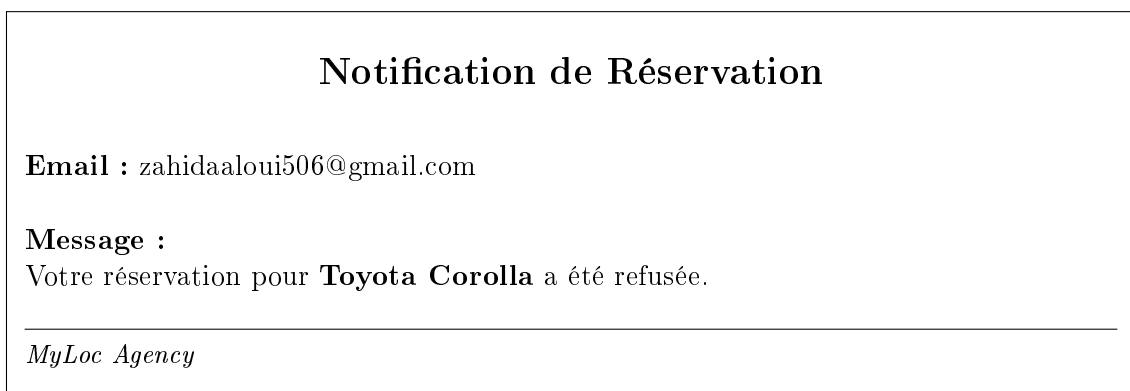 Notification de Réservation
Email : zahidaaloui506@gmail.com
Message :
Votre réservation pour Toyota Corolla a été refusée.
MyLoc Agency